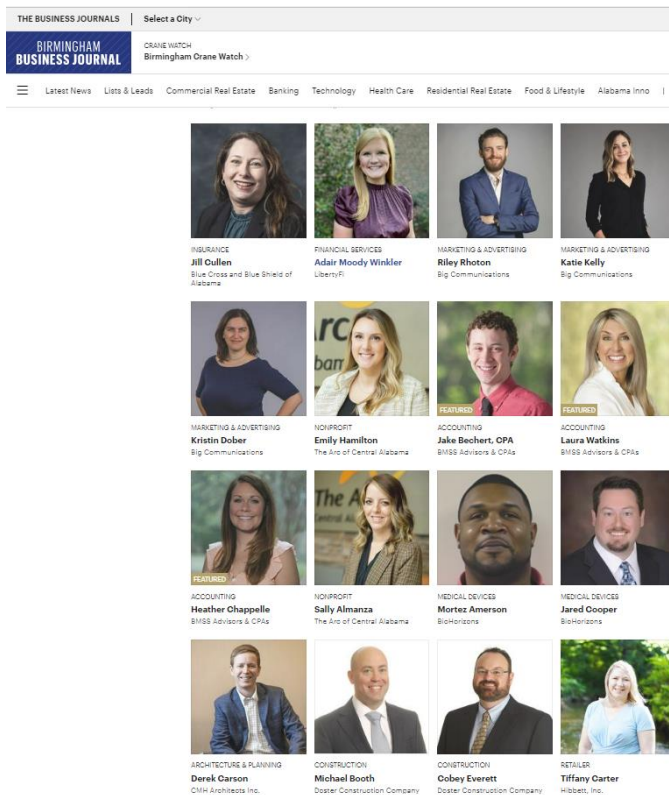 THE BUSINESS JOURNALS
Select a City
BIRMINGHAM
BUSINESS JOURNAL
CRANE WATCH
Birmingham Crane Watch >
Latest News Lists & Leads Commercial Real Estate Banking Technology Health Care Residential Real Estate Food & Lifestyle Alabama Inno |
INSURANCE
Jill Cullen
Blue Cross and Blue Shield of
Alabama
FINANCIAL SERVICES
Adair Moody Winkler
LibertyFi
MARKETING & ADVERTISING
Riley Rhoton
Big Communications
MARKETING & ADVERTISING
Katie Kelly
Big Communications
MARKETING & ADVERTISING
Kristin Dober
Big Communications
NONPROFIT
Emily Hamilton
The Arc of Central Alabama
FEATURED
ACCOUNTING
Jake Bechert, CPA
BMSS Advisors & CPAs
FEATURED
ACCOUNTING
Laura Watkins
BMSS Advisors & CPAs
FEATURED
ACCOUNTING
Heather Chappelle
BMSS Advisors & CPAs
The A
NONPROFIT
Sally Almanza
The Arc of Central Alabama
MEDICAL DEVICES
Mortez Amerson
BioHorizons
MEDICAL DEVICES
Jared Cooper
BioHorizons
ARCHITECTURE & PLANNING
Derek Carson
CMH Architects Inc.
CONSTRUCTION
Michael Booth
Doster Construction Company
CONSTRUCTION
Cobey Everett
Doster Construction Company
RETAILER
Tiffany Carter
Hibbett, Inc.